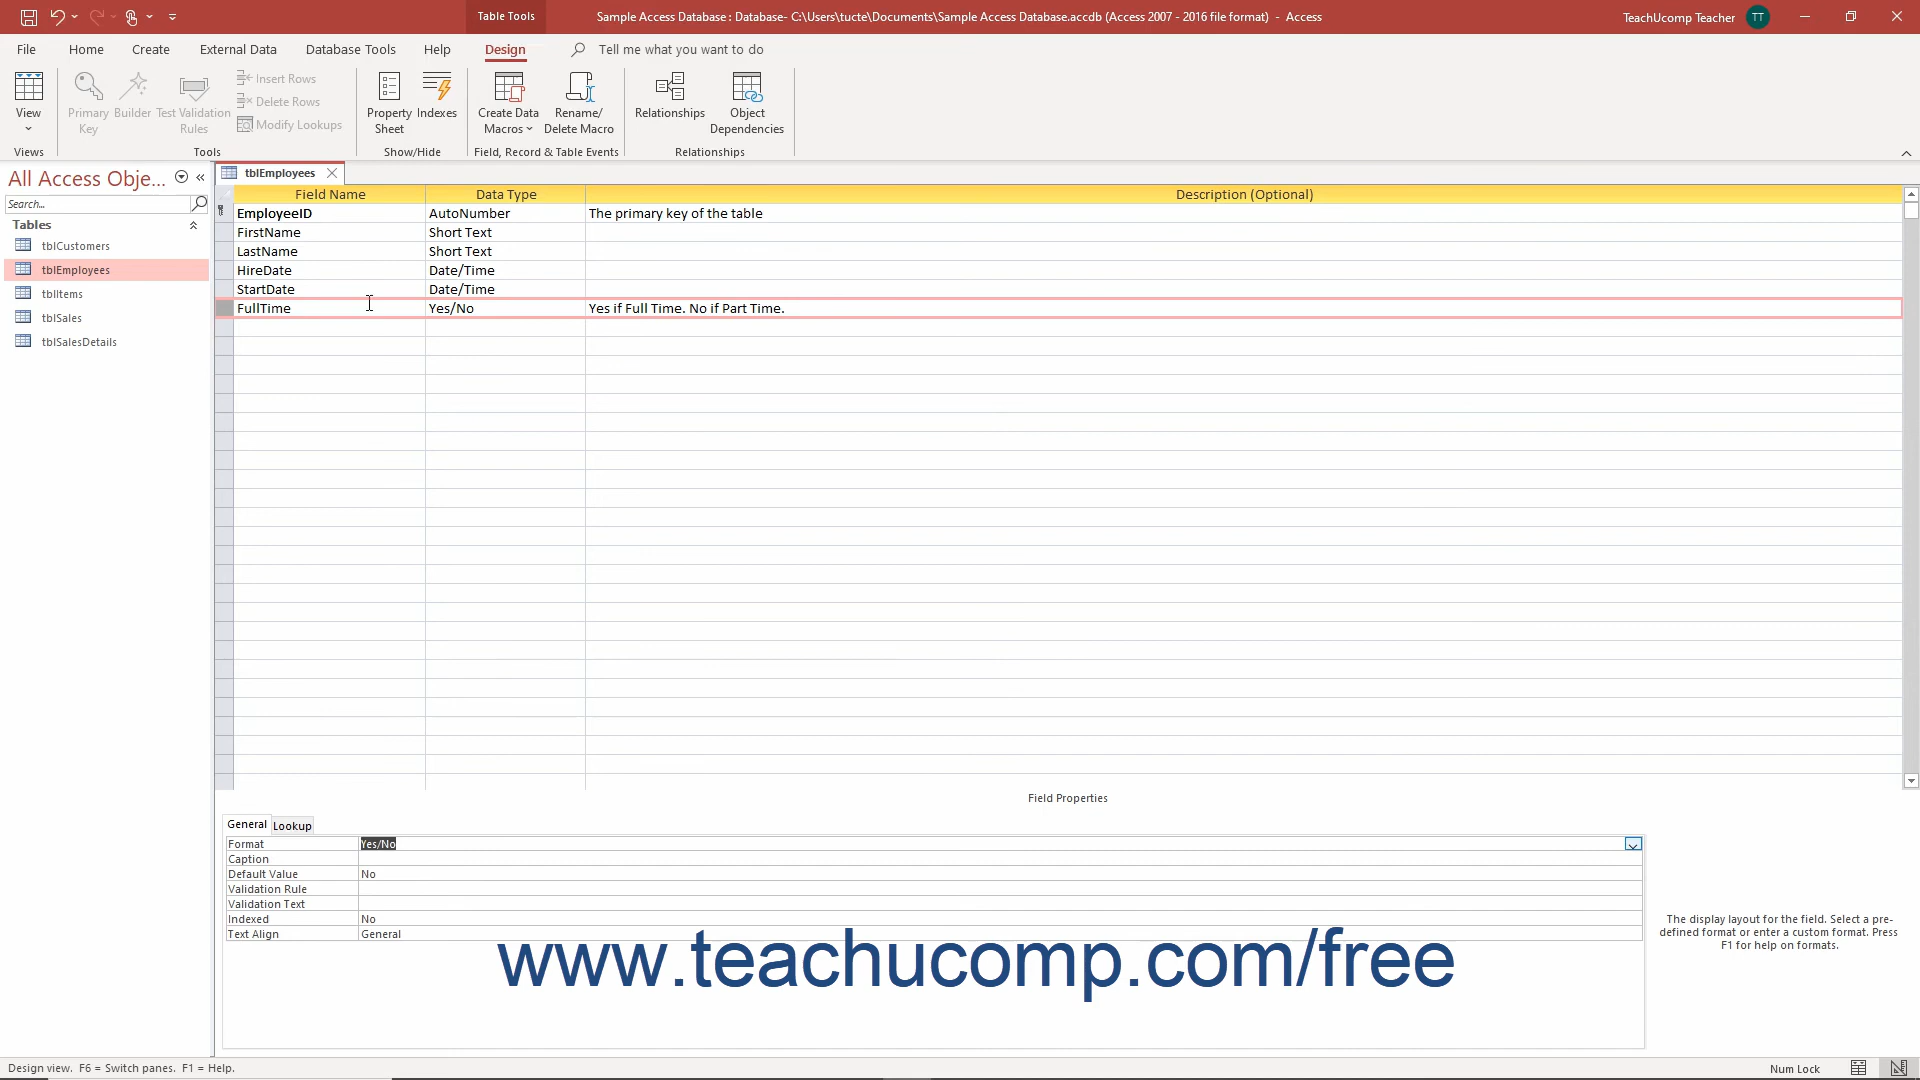 Table Tools
Sample Access Database : Database- C:\Users\tucte\Documents\Sample Access Database.accdb (Access 2007 - 2016 file format) - Access
TeachUcomp Teacher TT
File Home Create External Data Database Tools Help Design Tell me what you want to do
View
Primary Key
Builder
Test Validation Rules
Insert Rows
Delete Rows
Modify Lookups
Property Sheet
Indexes
Create Data Macros
Rename/ Delete Macro
Relationships
Object Dependencies
Views Tools Show/Hide Field, Record & Table Events Relationships
All Access Obje...
Search...
Tables
tblCustomers
tblEmployees
tblItems
tblSales
tblSalesDetails
tblEmployees
Field Name Data Type Description (Optional)
EmployeeID AutoNumber The primary key of the table
FirstName Short Text
LastName Short Text
HireDate Date/Time
StartDate Date/Time
FullTime Yes/No Yes if Full Time. No if Part Time.
Field Properties
General Lookup
Format Yes/No
Caption
Default Value No
Validation Rule
Validation Text
Indexed No
Text Align General
The display layout for the field. Select a pre-
defined format or enter a custom format. Press
F1 for help on formats.
www.teachucomp.com/free
Design view. F6 = Switch panes. F1 = Help.
Num Lock